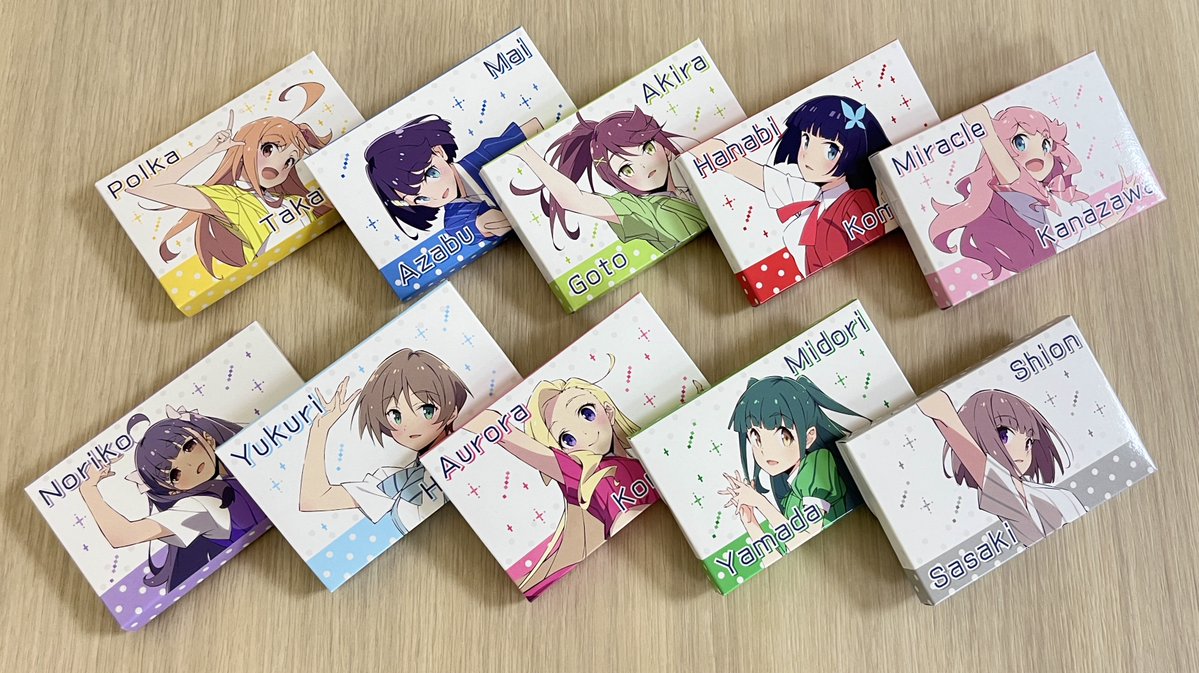 Polka
Taka
Mai
Azabu
Akira
Goto
Hanabi
Kom
Miracle
Kanazawa
Noriko
Yukuri
H
Aurora
Ko
Midori
Yamada
Shion
Sasaki